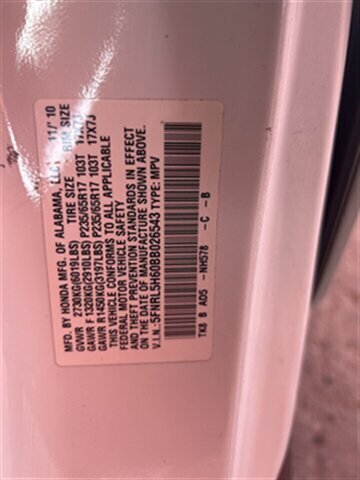 MFD. BY HONDA MFG. OF ALABAMA, LLC. 11/'10
TIRE SIZE RIM SIZE
GVWR 2730KG(6019LBS)
GAWR F 1320KG(2910LBS) P235/65R17 103T 17X7J
GAWR R 1450KG(3197LBS) P235/65R17 103T 17X7J
THIS VEHICLE CONFORMS TO ALL APPLICABLE
FEDERAL MOTOR VEHICLE SAFETY
AND THEFT PREVENTION STANDARDS IN EFFECT
ON THE DATE OF MANUFACTURE SHOWN ABOVE.
V.I.N.: 5FNRL5H60BB026543 TYPE: MPV
TK8 B AD5 - NH578 - C - B